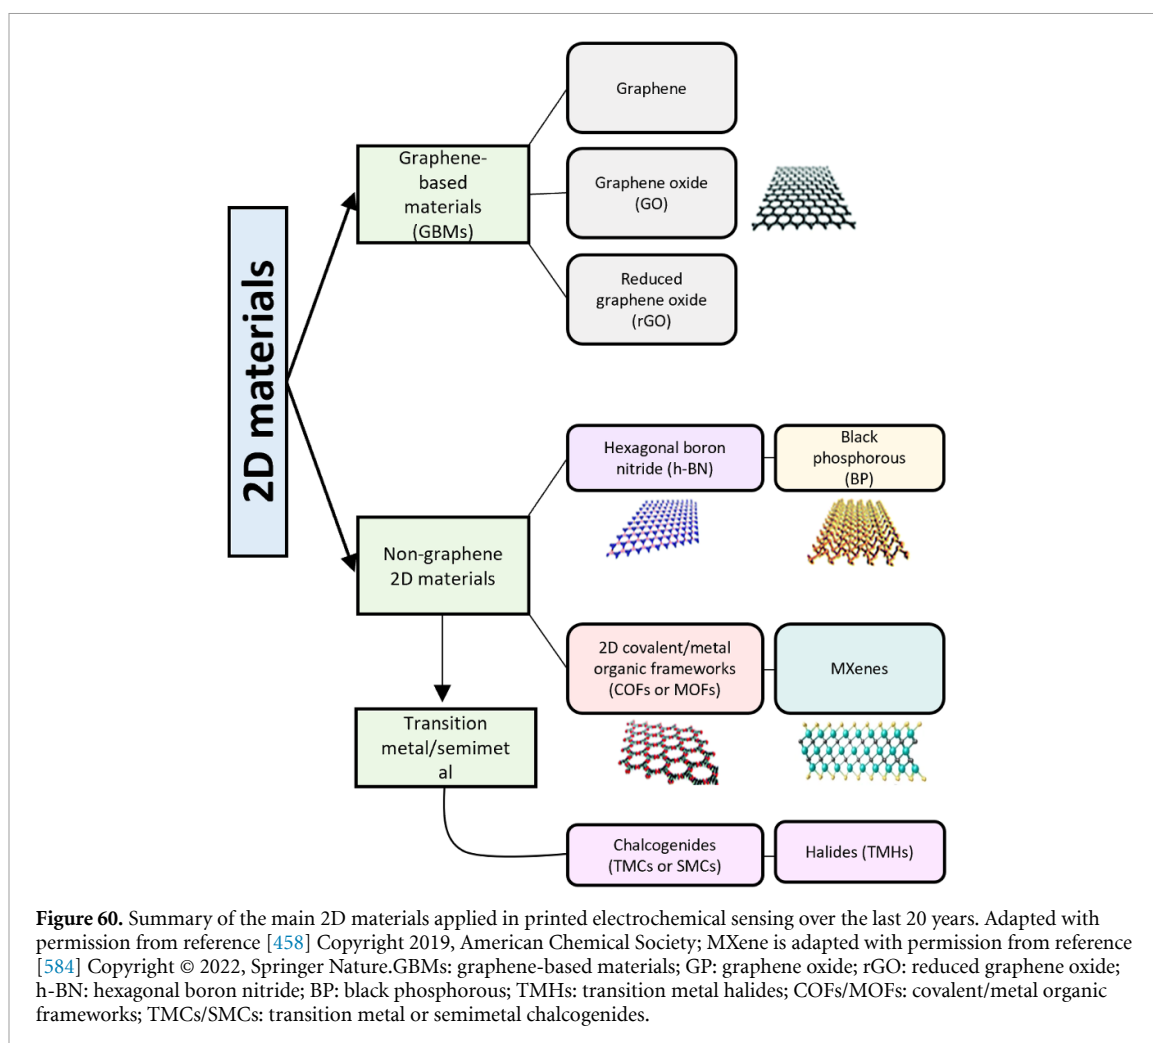 2D materials
Graphene-
based
materials
(GBMs)
Graphene
Graphene oxide
(GO)
Reduced
graphene oxide
(rGO)
Non-graphene
2D materials
Hexagonal boron
nitride (h-BN)
Black
phosphorous
(BP)
2D covalent/metal
organic frameworks
(COFs or MOFs)
MXenes
Transition
metal/semimet
al
Chalcogenides
(TMCs or SMCs)
Halides (TMHs)
Figure 60. Summary of the main 2D materials applied in printed electrochemical sensing over the last 20 years. Adapted with
permission from reference [458] Copyright 2019, American Chemical Society; MXene is adapted with permission from reference
[584] Copyright © 2022, Springer Nature.GBMs: graphene-based materials; GP: graphene oxide; rGO: reduced graphene oxide;
h-BN: hexagonal boron nitride; BP: black phosphorous; TMHs: transition metal halides; COFs/MOFs: covalent/metal organic
frameworks; TMCs/SMCs: transition metal or semimetal chalcogenides.